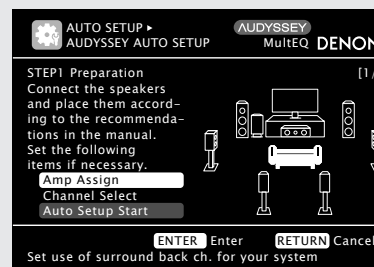 AUTO SETUP ▸
AUDYSSEY AUTO SETUP
AUDYSSEY
MultEQ
DENON
STEP1 Preparation
[1/
Connect the speakers
and place them accord-
ing to the recommenda-
tions in the manual.
Set the following
items if necessary.
Amp Assign
Channel Select
Auto Setup Start
ENTER Enter
RETURN Cancel
Set use of surround back ch. for your system